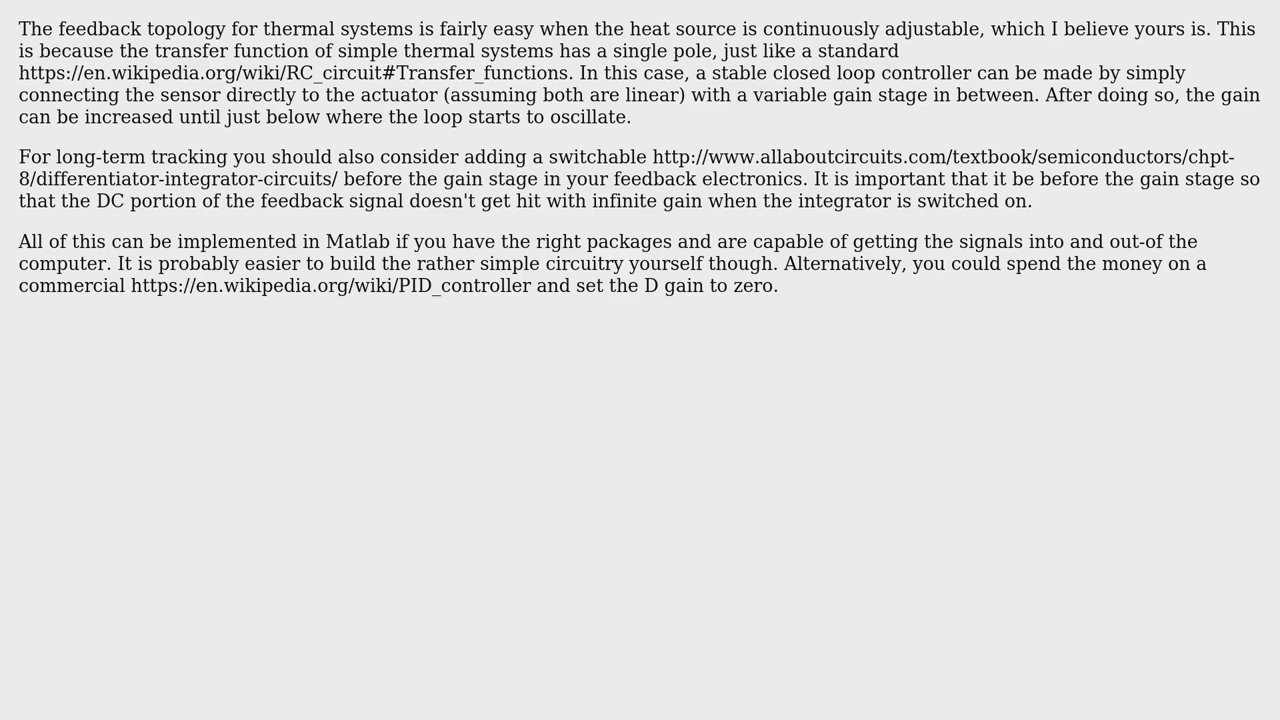 The feedback topology for thermal systems is fairly easy when the heat source is continuously adjustable, which I believe yours is. This
is because the transfer function of simple thermal systems has a single pole, just like a standard
https://en.wikipedia.org/wiki/RC_circuit#Transfer_functions. In this case, a stable closed loop controller can be made by simply
connecting the sensor directly to the actuator (assuming both are linear) with a variable gain stage in between. After doing so, the gain
can be increased until just below where the loop starts to oscillate.
For long-term tracking you should also consider adding a switchable http://www.allaboutcircuits.com/textbook/semiconductors/chpt-
8/differentiator-integrator-circuits/ before the gain stage in your feedback electronics. It is important that it be before the gain stage so
that the DC portion of the feedback signal doesn't get hit with infinite gain when the integrator is switched on.
All of this can be implemented in Matlab if you have the right packages and are capable of getting the signals into and out-of the
computer. It is probably easier to build the rather simple circuitry yourself though. Alternatively, you could spend the money on a
commercial https://en.wikipedia.org/wiki/PID_controller and set the D gain to zero.